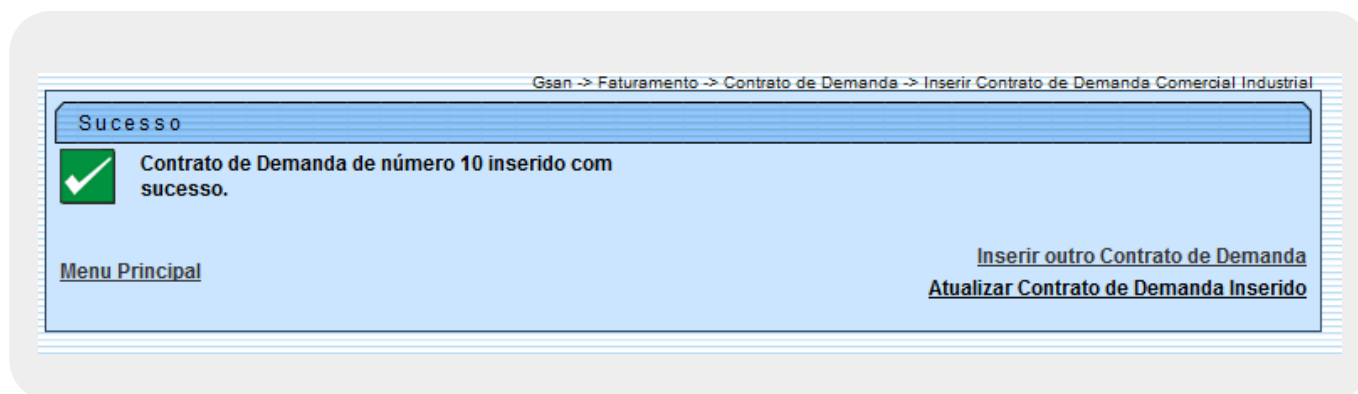 Gsan -> Faturamento -> Contrato de Demanda -> Inserir Contrato de Demanda Comercial Industrial
Sucesso
Contrato de Demanda de número 10 inserido com
sucesso.
Menu Principal
Inserir outro Contrato de Demanda
Atualizar Contrato de Demanda Inserido